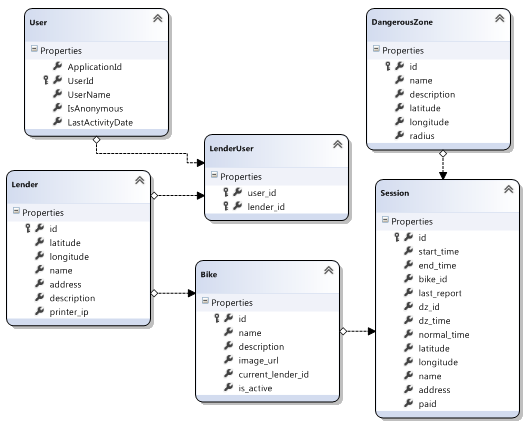 User
Properties
ApplicationId
UserId
UserName
IsAnonymous
LastActivityDate
DangerousZone
Properties
id
name
description
latitude
longitude
radius
LenderUser
Properties
user_id
lender_id
Lender
Properties
id
latitude
longitude
name
address
description
printer_ip
Session
Properties
id
start_time
end_time
bike_id
last_report
dz_id
dz_time
normal_time
latitude
longitude
name
address
paid
Bike
Properties
id
name
description
image_url
current_lender_id
is_active